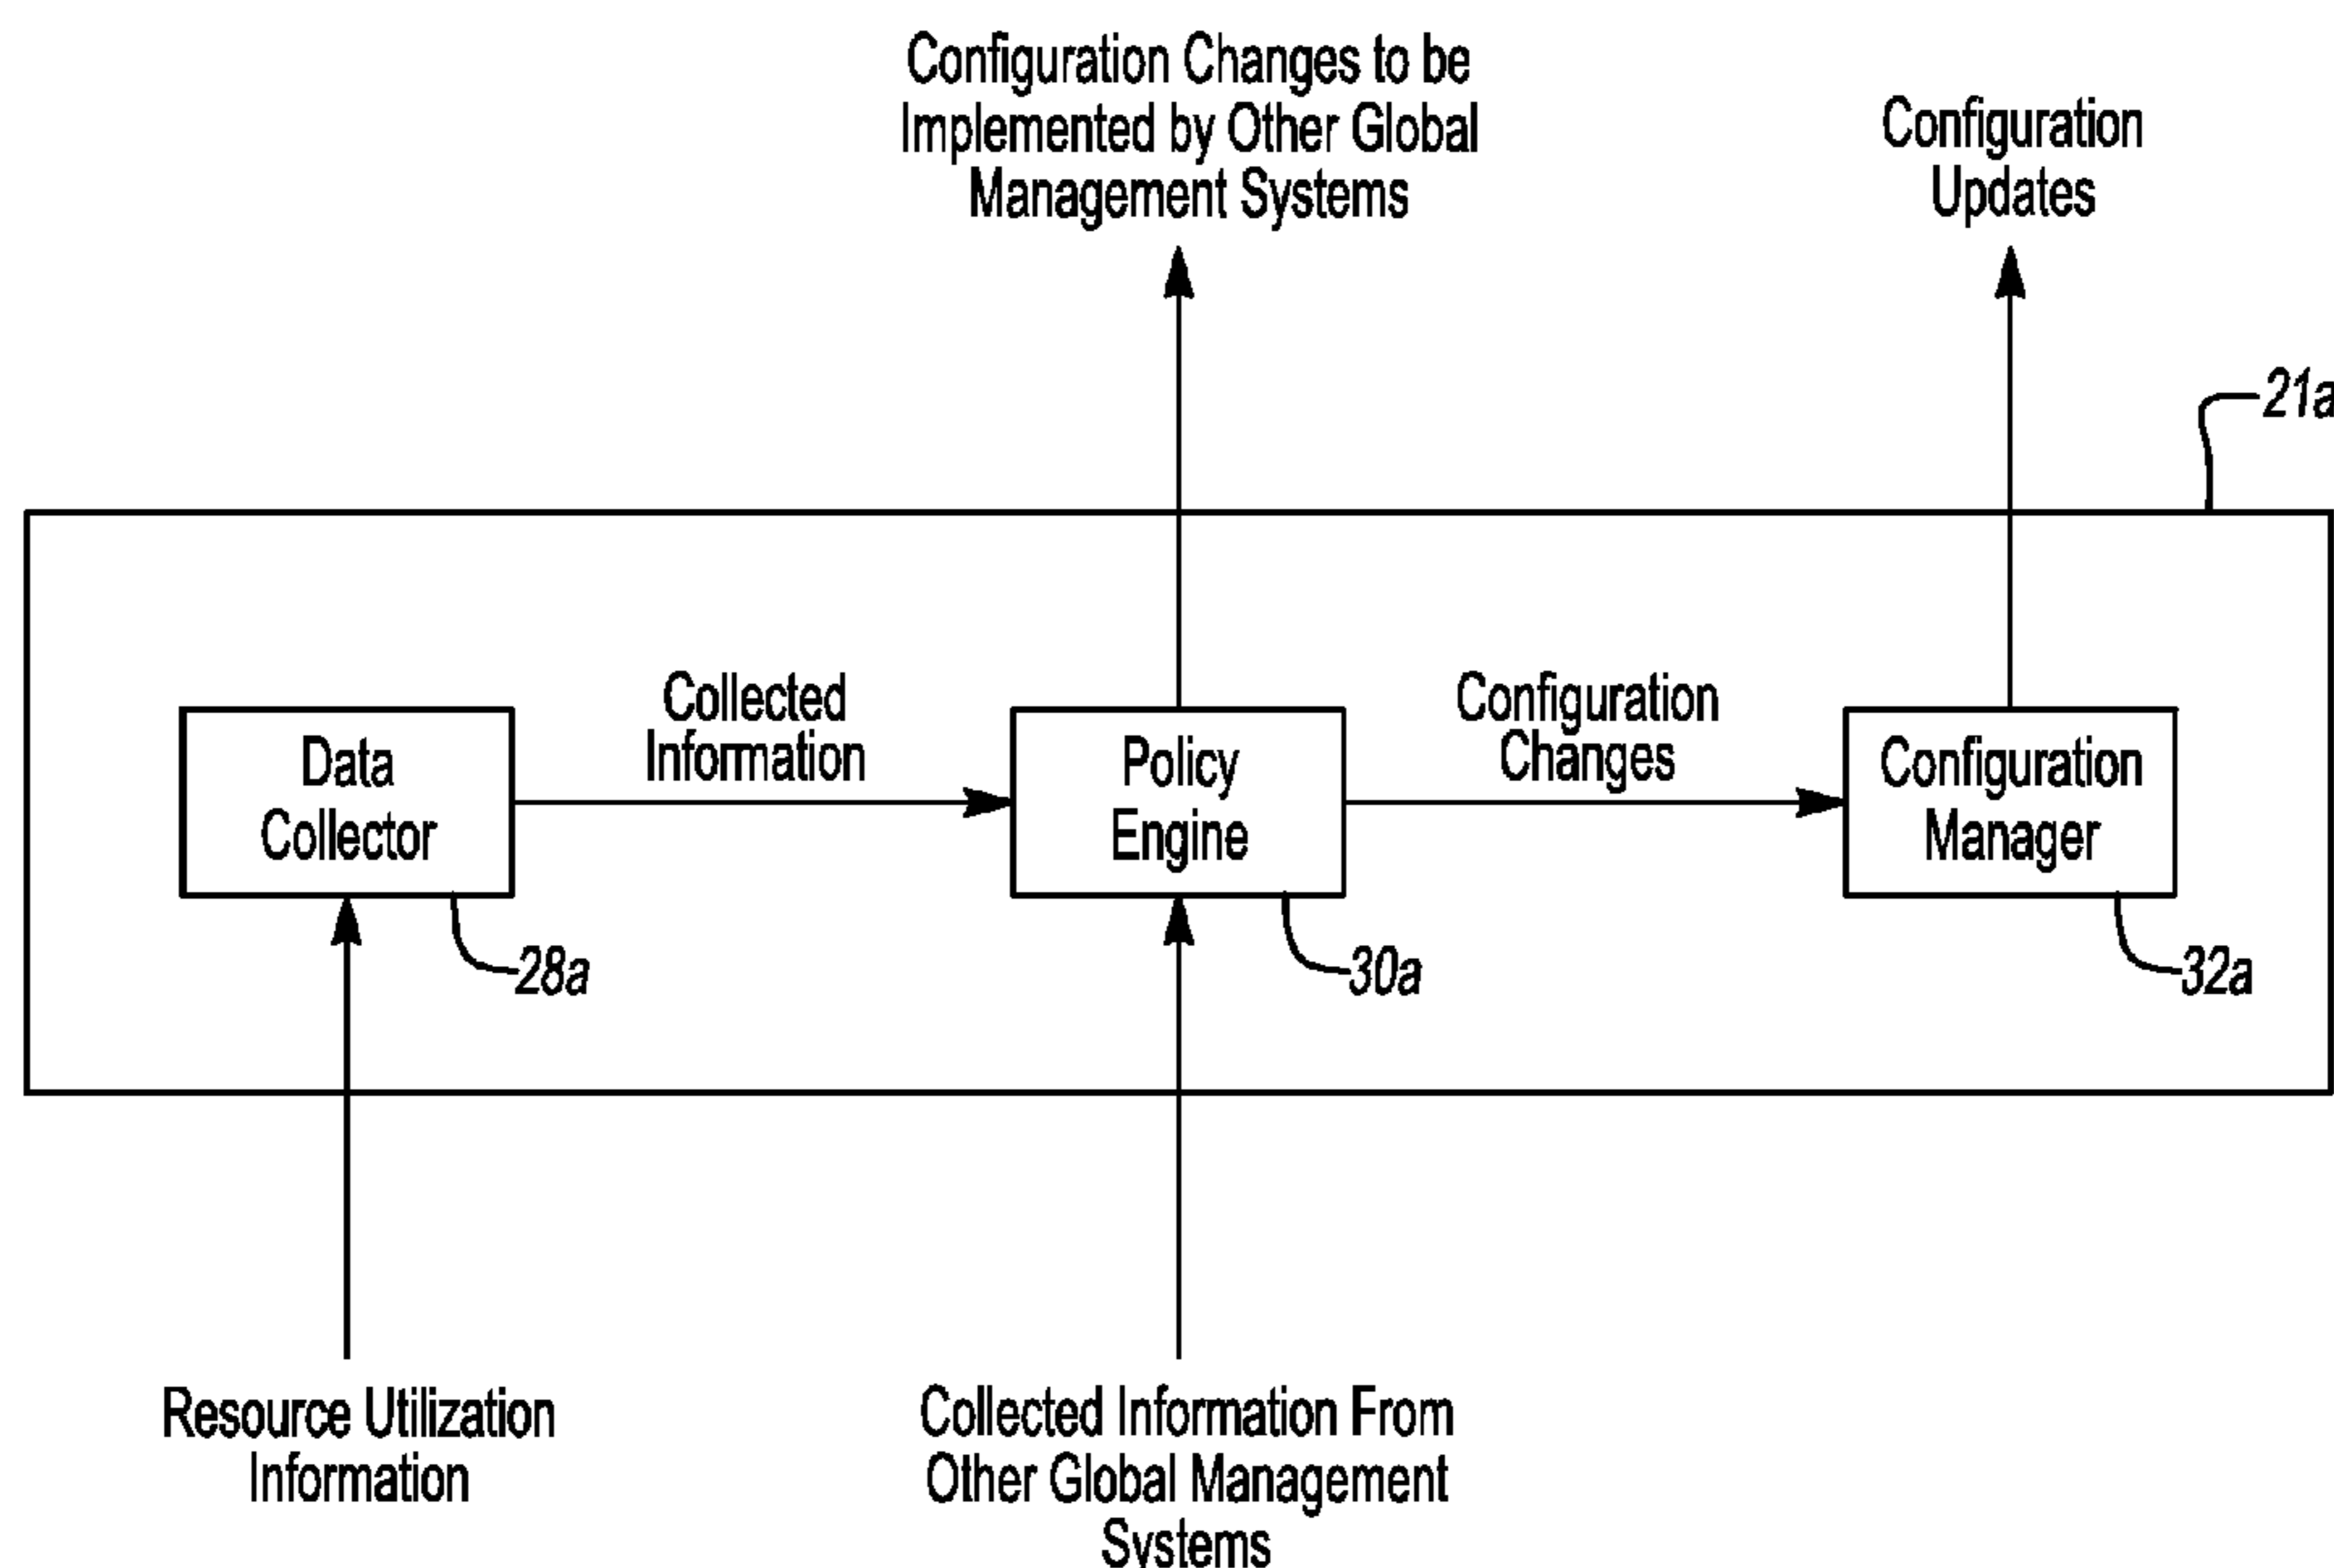 Configuration Changes to be
Implemented by Other Global
Management Systems
Configuration
Updates
21a
Collected
Information
Configuration
Changes
Data
Collector
Policy
Engine
Configuration
Manager
28a
30a
32a
Resource Utilization
Information
Collected Information From
Other Global Management
Systems